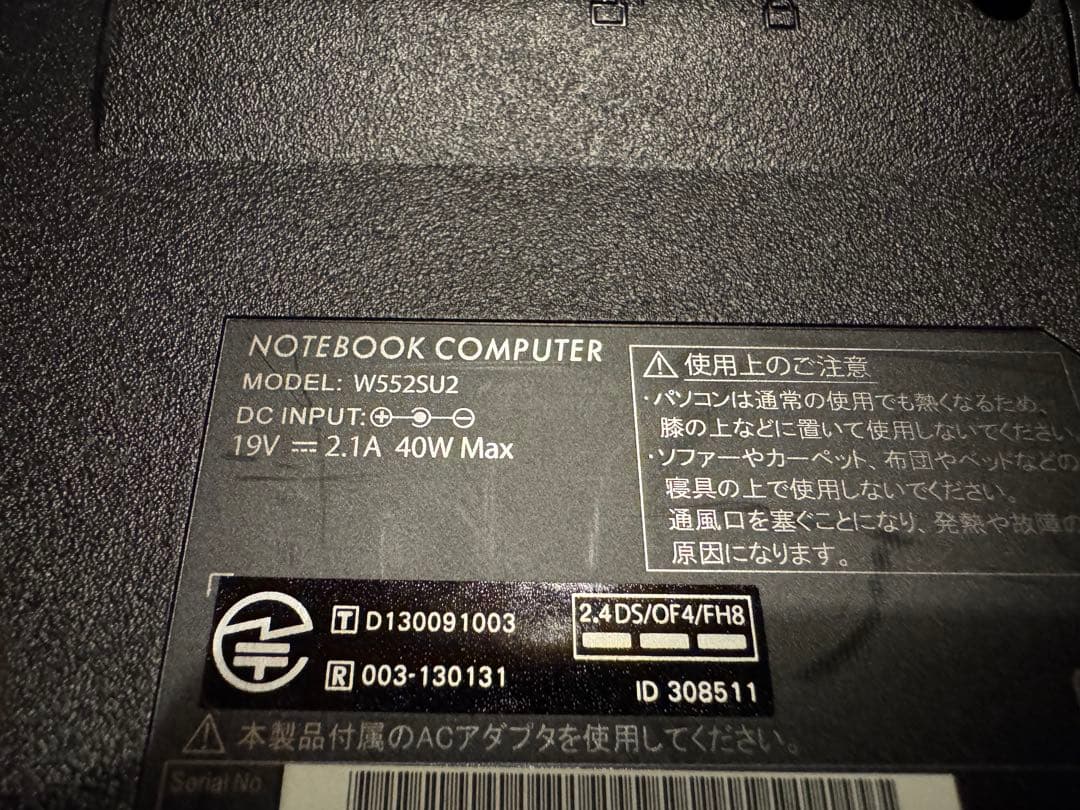 NOTEBOOK COMPUTER
MODEL: W552SU2
DC INPUT:
19V 2.1A 40W Max
使用上のご注意
・パソコンは通常の使用でも熱くなるため、
膝の上などに置いて使用しないでください。
・ソファーやカーペット、布団やベッドなどの
寝具の上で使用しないでください。
通風口を塞ぐことになり、発熱や故障の
原因になります。
T D130091003
R 003-130131
2.4DS/OF4/FH8
ID 308511
本製品付属のACアダプタを使用してください。
Serial No